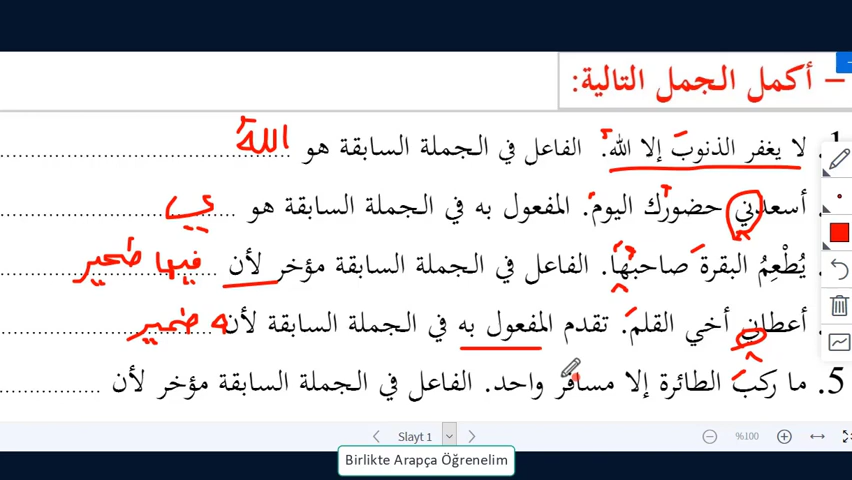 – أكمل الجمل التالية:
لا يغفر الذنوبَ إلا اللهُ. الفاعل في الجملة السابقة هو اللهُ
أسعدني حضورُك اليومَ. المفعول به في الجملة السابقة هو ي
يُطْعِمُ البقرةَ صاحبُها. الفاعل في الجملة السابقة مؤخر لأن فيها ضمير
أعطاني أخي القلمَ. تقدم المفعول به في الجملة السابقة لأنه ضمير
5. ما ركبَ الطائرة إلا مسافر واحد. الفاعل في الجملة السابقة مؤخر لأن
Slayt 1 %100
Birlikte Arapça Öğrenelim